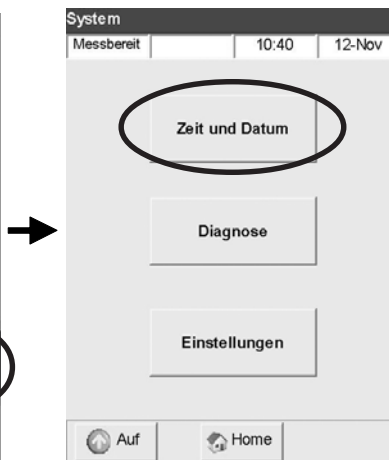 System
Messbereit 10:40 12-Nov
Zeit und Datum
Diagnose
Einstellungen
Auf Home